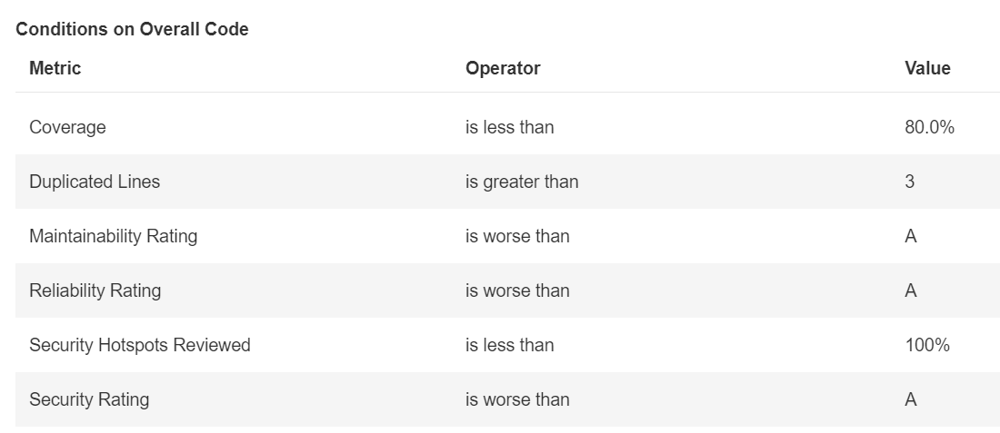 Conditions on Overall Code
Metric Operator Value
Coverage is less than 80.0%
Duplicated Lines is greater than 3
Maintainability Rating is worse than A
Reliability Rating is worse than A
Security Hotspots Reviewed is less than 100%
Security Rating is worse than A